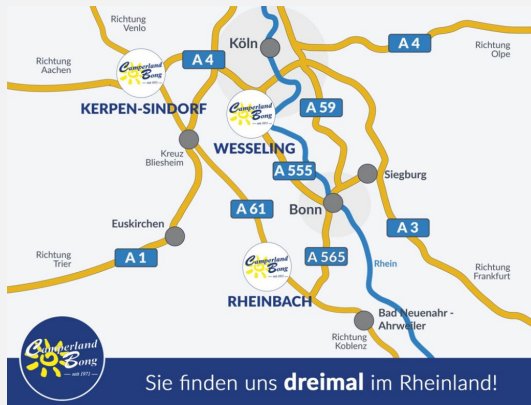 Richtung
Venlo
Köln
A 4
Richtung
Olpe
Richtung
Aachen
Camperland
Bong
A 4
KERPEN-SINDORF
Camperland
Bong
A 59
WESSELING
Kreuz
Bliesheim
A 555
Siegburg
Bonn
A 61
Euskirchen
A 3
A 1
Richtung
Trier
Camperland
Bong
A 565
Rhein
Richtung
Frankfurt
RHEINBACH
Bad Neuenahr -
Ahrweiler
Richtung
Koblenz
Camperland
Bong
seit 1971
Sie finden uns dreimal im Rheinland!